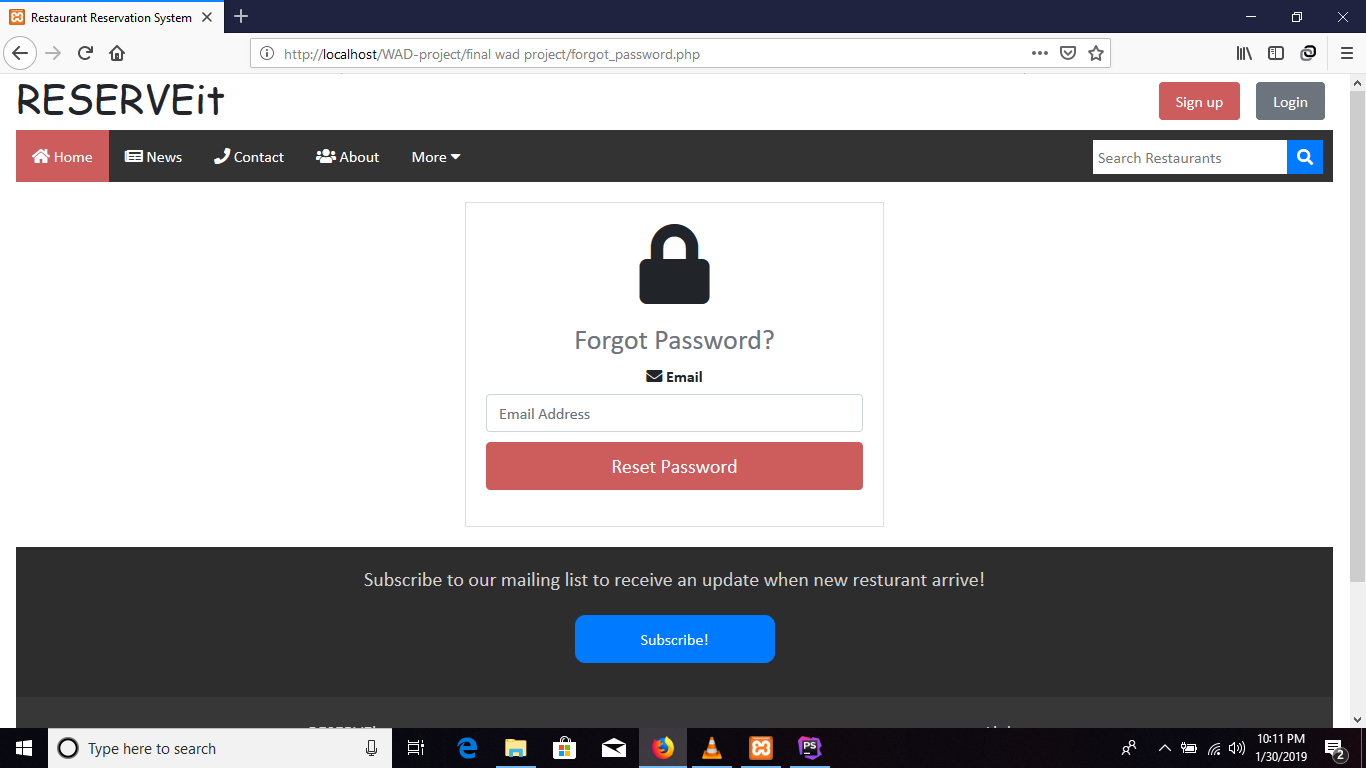 Restaurant Reservation System
http://localhost/WAD-project/final wad project/forgot_password.php
RESERVEit
Sign up
Login
Home
News
Contact
About
More
Search Restaurants
Forgot Password?
Email
Email Address
Reset Password
Subscribe to our mailing list to receive an update when new resturant arrive!
Subscribe!
Type here to search
PS
10:11 PM
1/30/2019
2